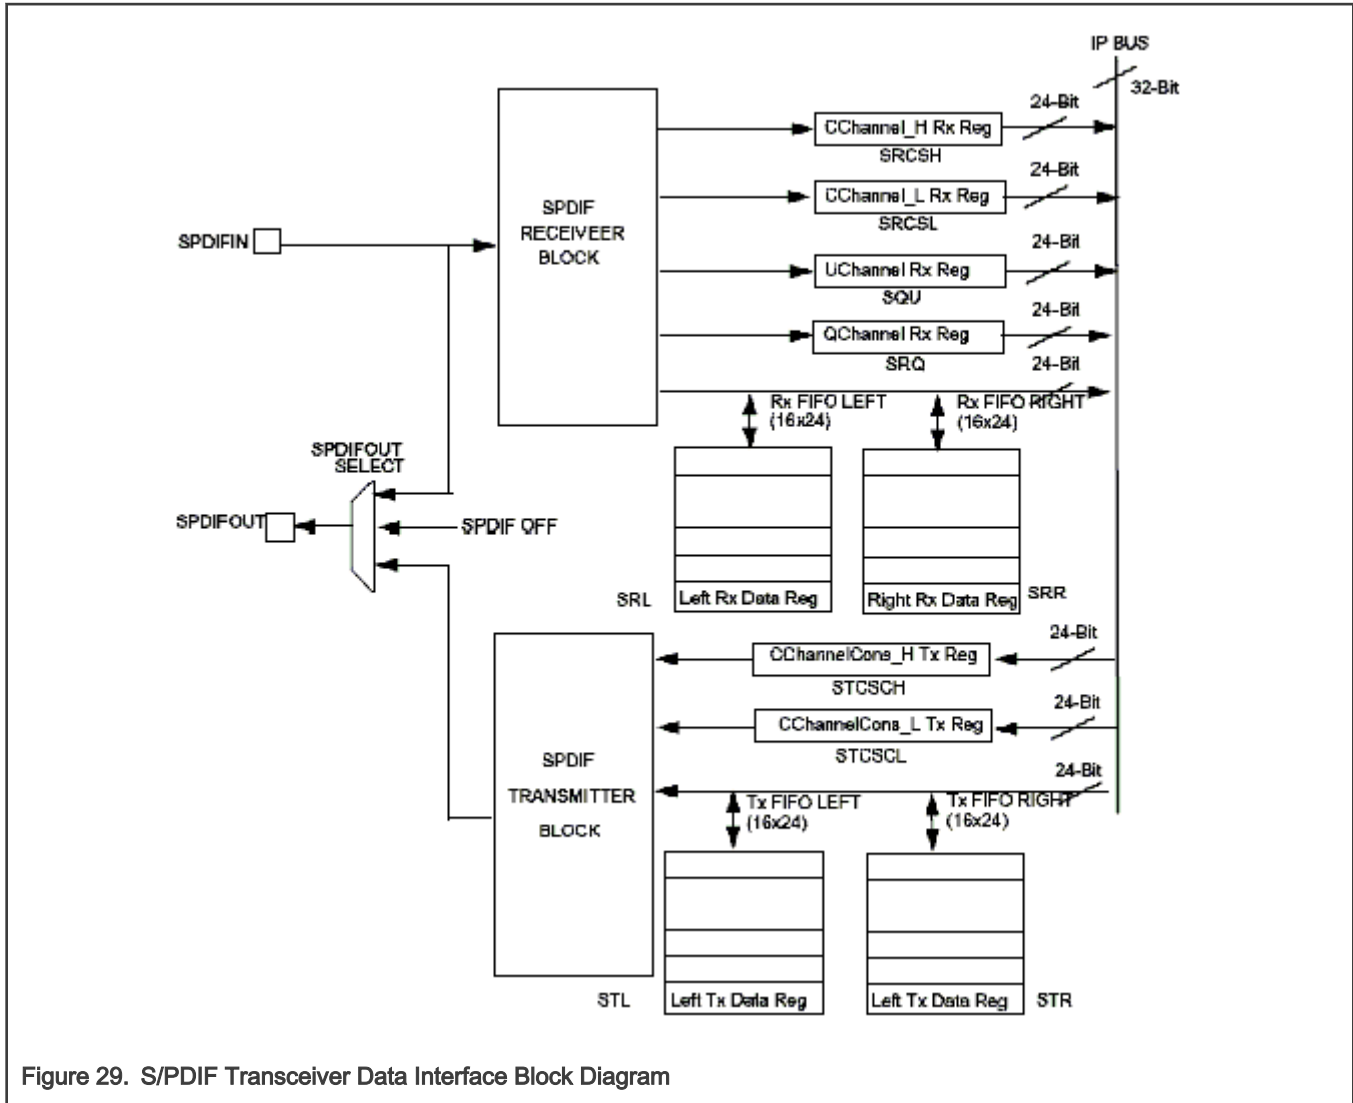 IP BUS
32-Bit
24-Bit
CChannel_H Rx Reg
SRCSH
24-Bit
CChannel_L Rx Reg
SRCSL
SPDIF
RECEIVEER
BLOCK
SPDIFIN
24-Bit
UChannel Rx Reg
SQU
24-Bit
QChannel Rx Reg
SRQ
24-Bit
Rx FIFO LEFT
(16x24)
Rx FIFO RIGHT
(16x24)
SPDIFOUT
SELECT
SPDIFOUT
SPDIF OFF
SRL
Left Rx Data Reg
Right Rx Data Reg
SRR
24-Bit
CChannelCons_H Tx Reg
STCSCH
24-Bit
CChannelCons_L Tx Reg
STCSCL
SPDIF
TRANSMITTER
BLOCK
24-Bit
Tx FIFO LEFT
(16x24)
Tx FIFO RIGHT
(16x24)
STL
Left Tx Data Reg
Left Tx Data Reg
STR
Figure 29. S/PDIF Transceiver Data Interface Block Diagram